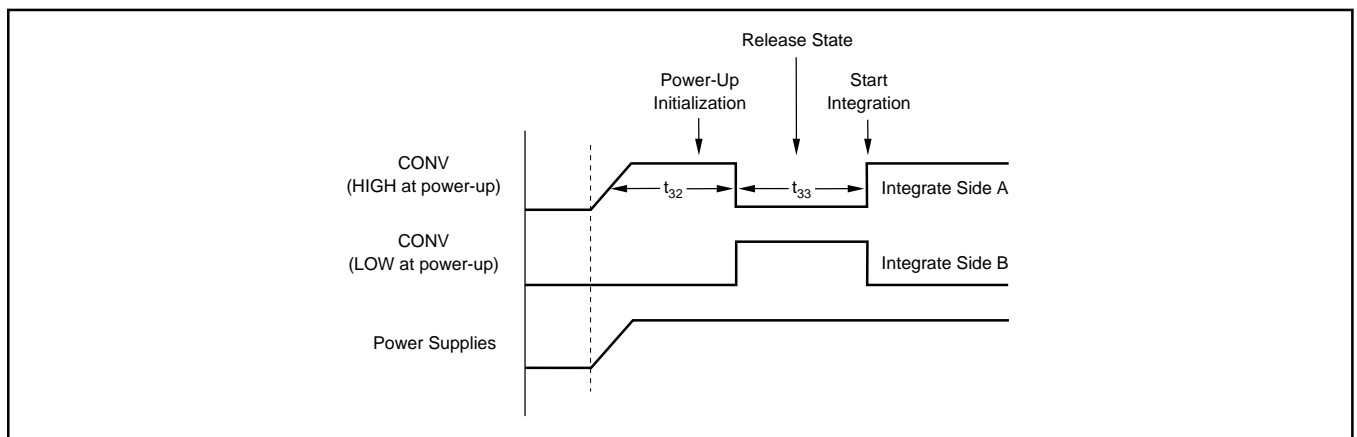 Release State
Power-Up
Initialization
Start
Integration
CONV
(HIGH at power-up)
t32
t33
Integrate Side A
CONV
(LOW at power-up)
Integrate Side B
Power Supplies